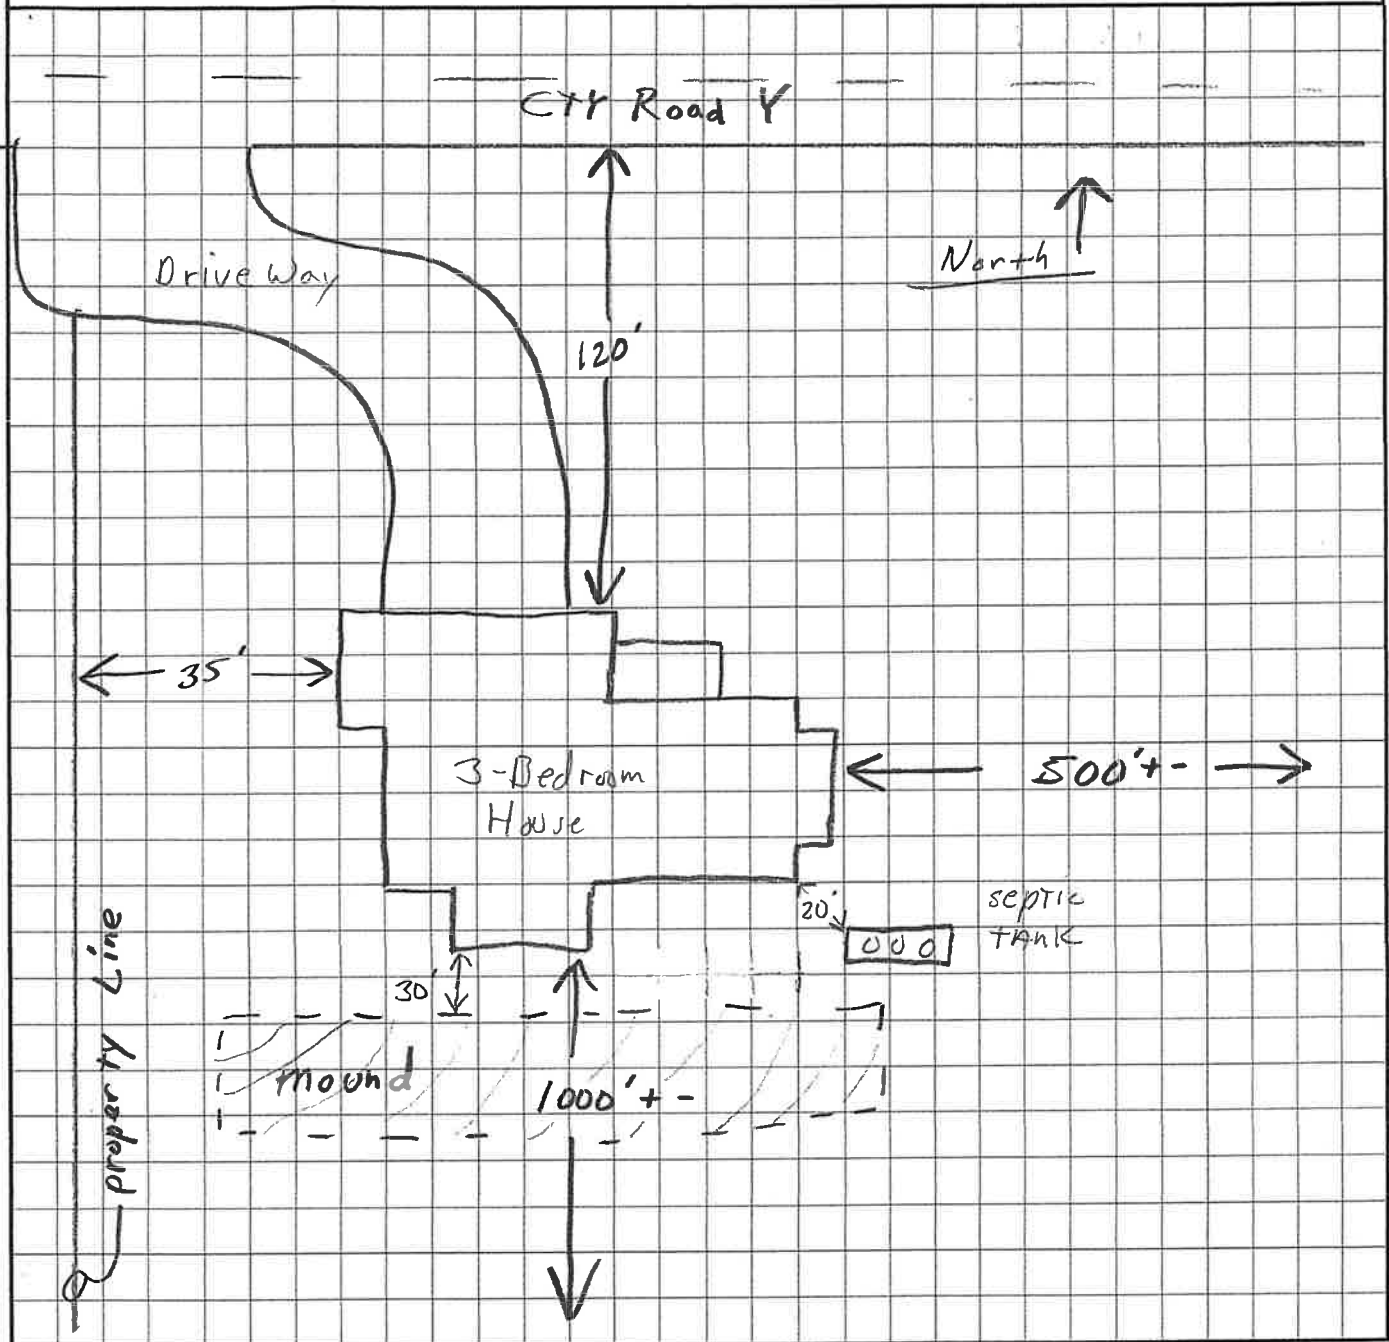 CTY Road Y
Drive Way
North
120'
35'
3-Bedroom
House
500'+-
20'
septic
tank
000
30'
mound
1000'+-
property Line